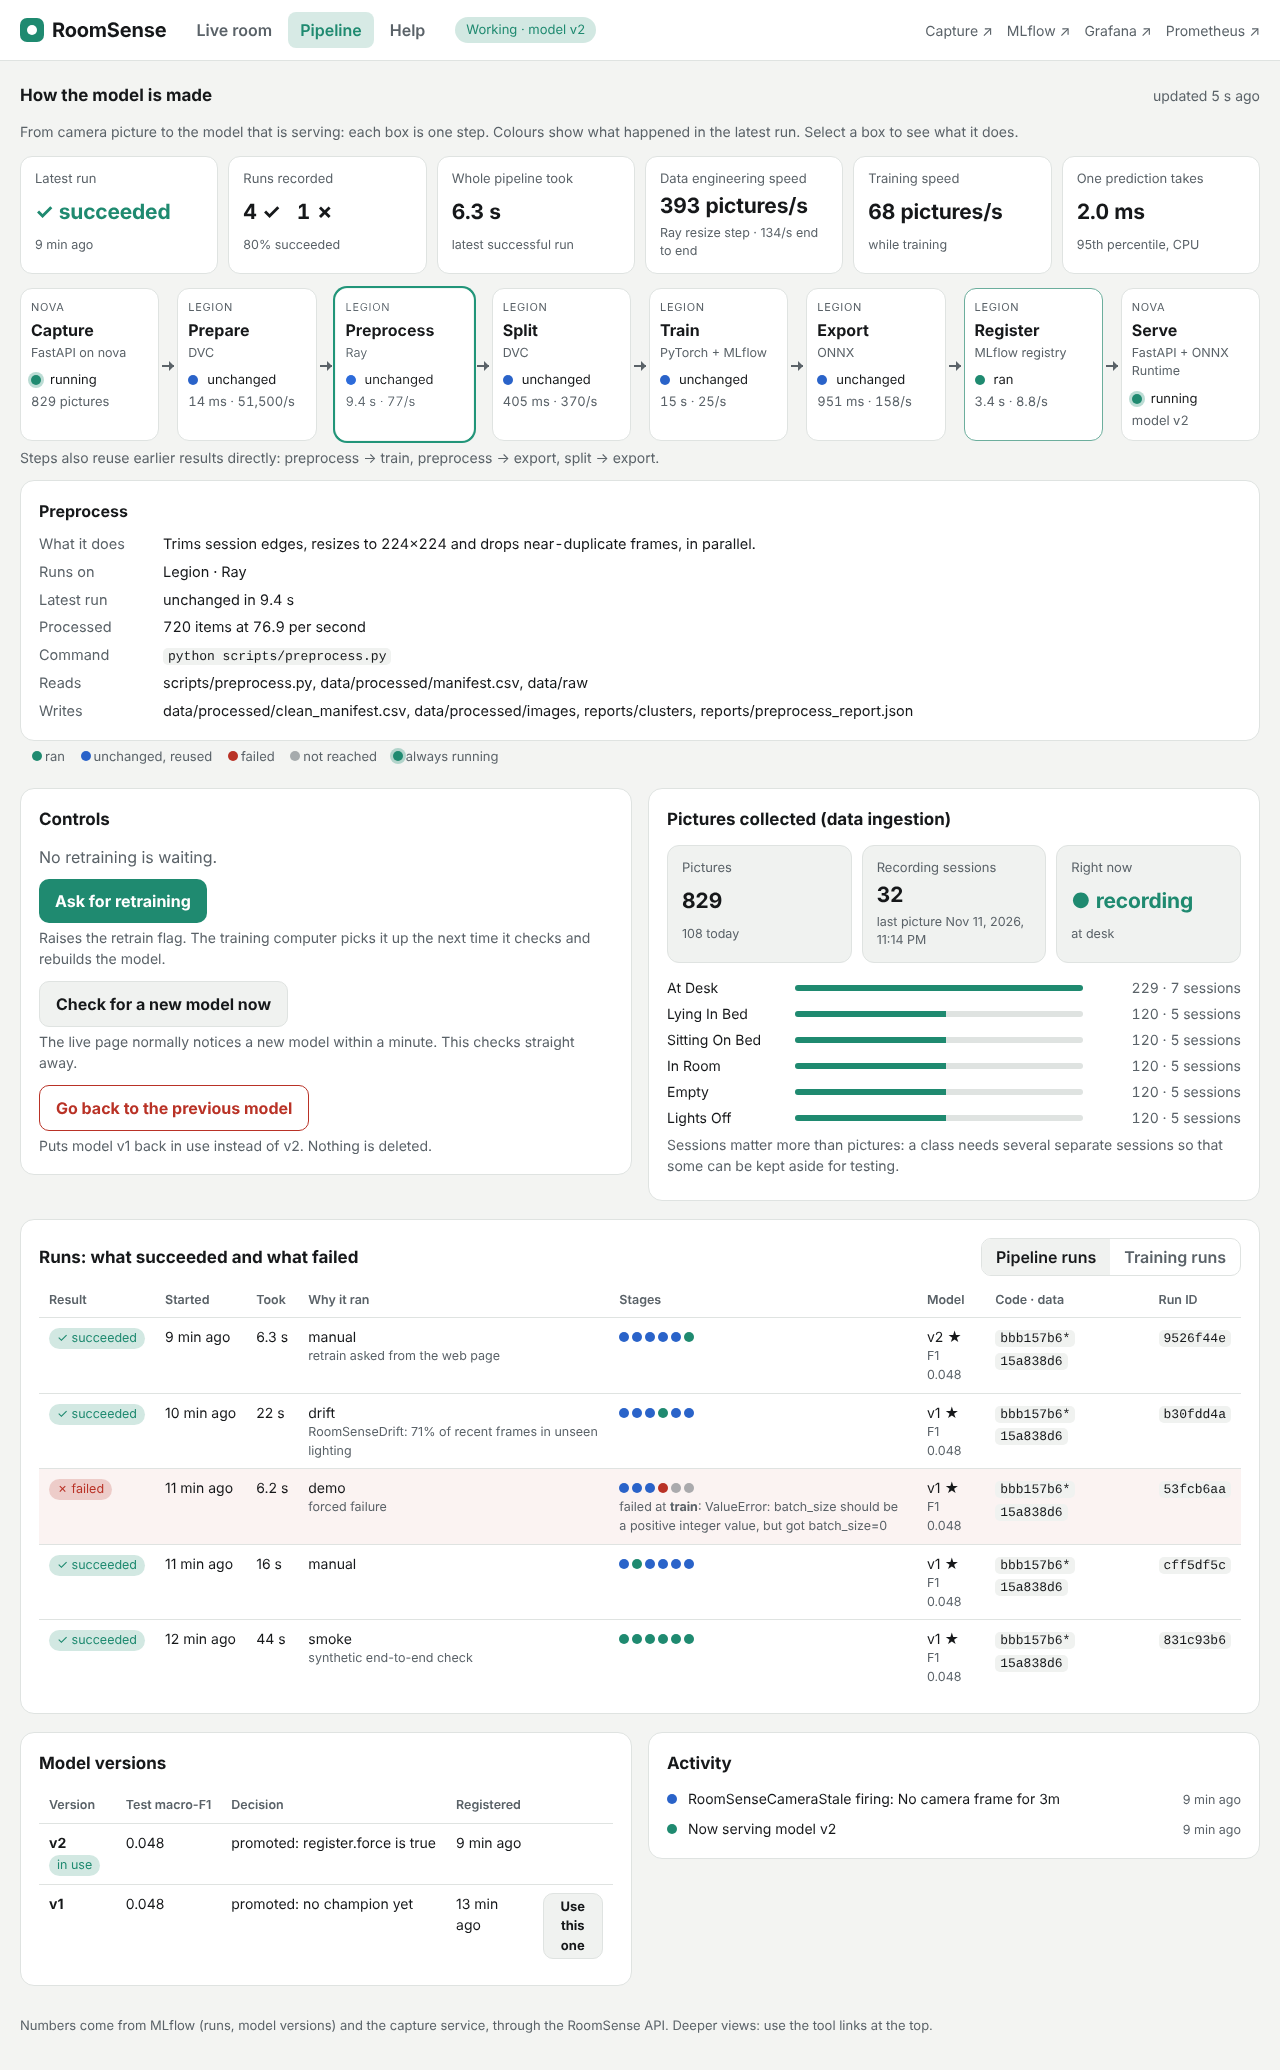 RoomSense
Live room
Pipeline
Help
Working · model v2
Capture ↗
MLflow ↗
Grafana ↗
Prometheus ↗
How the model is made
updated 5 s ago
From camera picture to the model that is serving: each box is one step. Colours show what happened in the latest run. Select a box to see what it does.
Latest run
✓ succeeded
9 min ago
Runs recorded
4 ✓ 1 ×
80% succeeded
Whole pipeline took
6.3 s
latest successful run
Data engineering speed
393 pictures/s
Ray resize step · 134/s end
to end
Training speed
68 pictures/s
while training
One prediction takes
2.0 ms
95th percentile, CPU
NOVA
Capture
FastAPI on nova
running
829 pictures
LEGION
Prepare
DVC
unchanged
14 ms · 51,500/s
LEGION
Preprocess
Ray
unchanged
9.4 s · 77/s
LEGION
Split
DVC
unchanged
405 ms · 370/s
LEGION
Train
PyTorch + MLflow
unchanged
15 s · 25/s
LEGION
Export
ONNX
unchanged
951 ms · 158/s
LEGION
Register
MLflow registry
ran
3.4 s · 8.8/s
NOVA
Serve
FastAPI + ONNX
Runtime
running
model v2
Steps also reuse earlier results directly: preprocess → train, preprocess → export, split → export.
Preprocess
What it does Trims session edges, resizes to 224×224 and drops near-duplicate frames, in parallel.
Runs on Legion · Ray
Latest run unchanged in 9.4 s
Processed 720 items at 76.9 per second
Command python scripts/preprocess.py
Reads scripts/preprocess.py, data/processed/manifest.csv, data/raw
Writes data/processed/clean_manifest.csv, data/processed/images, reports/clusters, reports/preprocess_report.json
ran unchanged, reused failed not reached always running
Controls
No retraining is waiting.
Ask for retraining
Raises the retrain flag. The training computer picks it up the next time it checks and
rebuilds the model.
Check for a new model now
The live page normally notices a new model within a minute. This checks straight
away.
Go back to the previous model
Puts model v1 back in use instead of v2. Nothing is deleted.
Pictures collected (data ingestion)
Pictures
829
108 today
Recording sessions
32
last picture Nov 11, 2026,
11:14 PM
Right now
● recording
at desk
At Desk 229 · 7 sessions
Lying In Bed 120 · 5 sessions
Sitting On Bed 120 · 5 sessions
In Room 120 · 5 sessions
Empty 120 · 5 sessions
Lights Off 120 · 5 sessions
Sessions matter more than pictures: a class needs several separate sessions so that
some can be kept aside for testing.
Runs: what succeeded and what failed
Pipeline runs Training runs
Result Started Took Why it ran Stages Model Code · data Run ID
✓ succeeded 9 min ago 6.3 s manual v2 ★ bbb157b6* 9526f44e
retrain asked from the web page F1 15a838d6
0.048
✓ succeeded 10 min ago 22 s drift v1 ★ bbb157b6* b30fdd4a
RoomSenseDrift: 71% of recent frames in unseen F1 15a838d6
lighting 0.048
× failed 11 min ago 6.2 s demo v1 ★ bbb157b6* 53fcb6aa
forced failure failed at train: ValueError: batch_size should be F1 15a838d6
a positive integer value, but got batch_size=0 0.048
✓ succeeded 11 min ago 16 s manual v1 ★ bbb157b6* cff5df5c
F1 15a838d6
0.048
✓ succeeded 12 min ago 44 s smoke v1 ★ bbb157b6* 831c93b6
synthetic end-to-end check F1 15a838d6
0.048
Model versions
Version Test macro-F1 Decision Registered
v2 0.048 promoted: register.force is true 9 min ago
in use
v1 0.048 promoted: no champion yet 13 min
ago
Use
this
one
Activity
RoomSenseCameraStale firing: No camera frame for 3m 9 min ago
Now serving model v2 9 min ago
Numbers come from MLflow (runs, model versions) and the capture service, through the RoomSense API. Deeper views: use the tool links at the top.